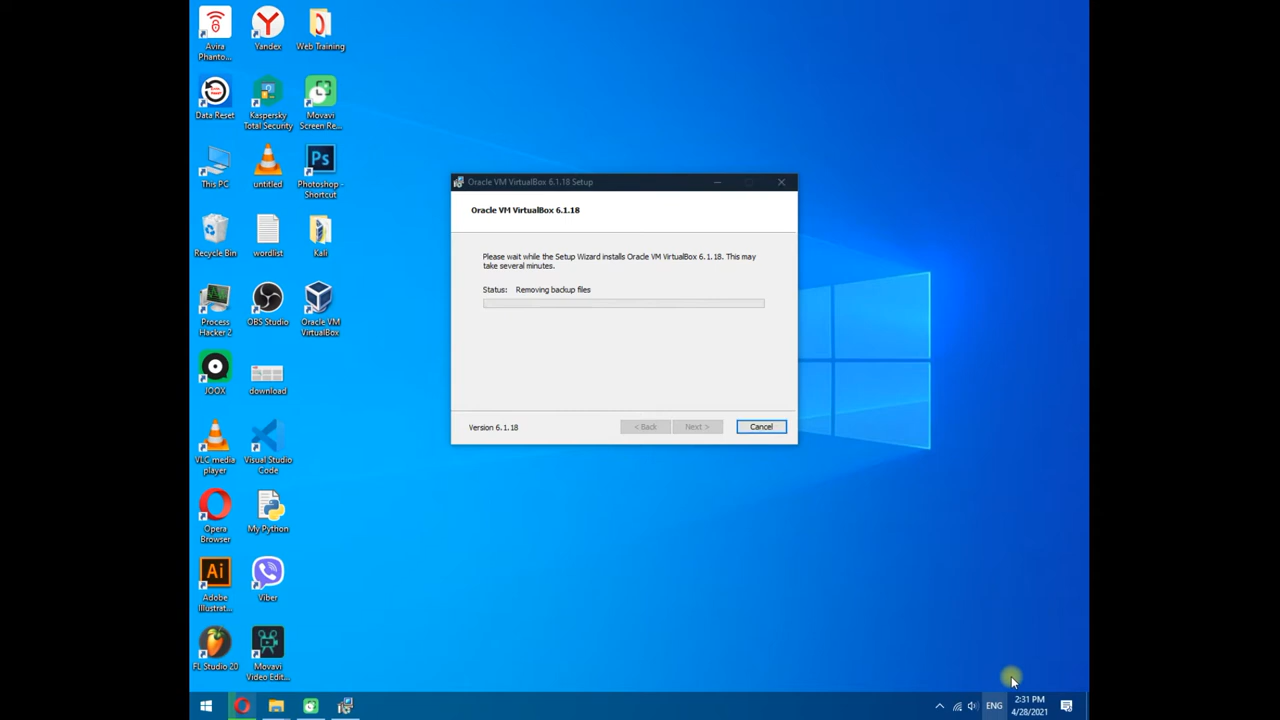 Avira
Phanto...
Yandex
Web Training
Data Reset
Kaspersky
Total Security
Movavi
Screen Re...
This PC
untitled
Ps
Photoshop -
Shortcut
Recycle Bin
wordlist
Kali
Process
Hacker 2
OBS Studio
Oracle VM
VirtualBox
JOOX
download
VLC media
player
Visual Studio
Code
Opera
Browser
My Python
Ai
Adobe
Illustrat...
Viber
FL Studio 20
Movavi
Video Edit...
Oracle VM VirtualBox 6.1.18 Setup
Oracle VM VirtualBox 6.1.18
Please wait while the Setup Wizard installs Oracle VM VirtualBox 6.1.18. This may
take several minutes.
Status: Removing backup files
Version 6.1.18
< Back
Next >
Cancel
ENG
2:31 PM
4/28/2021